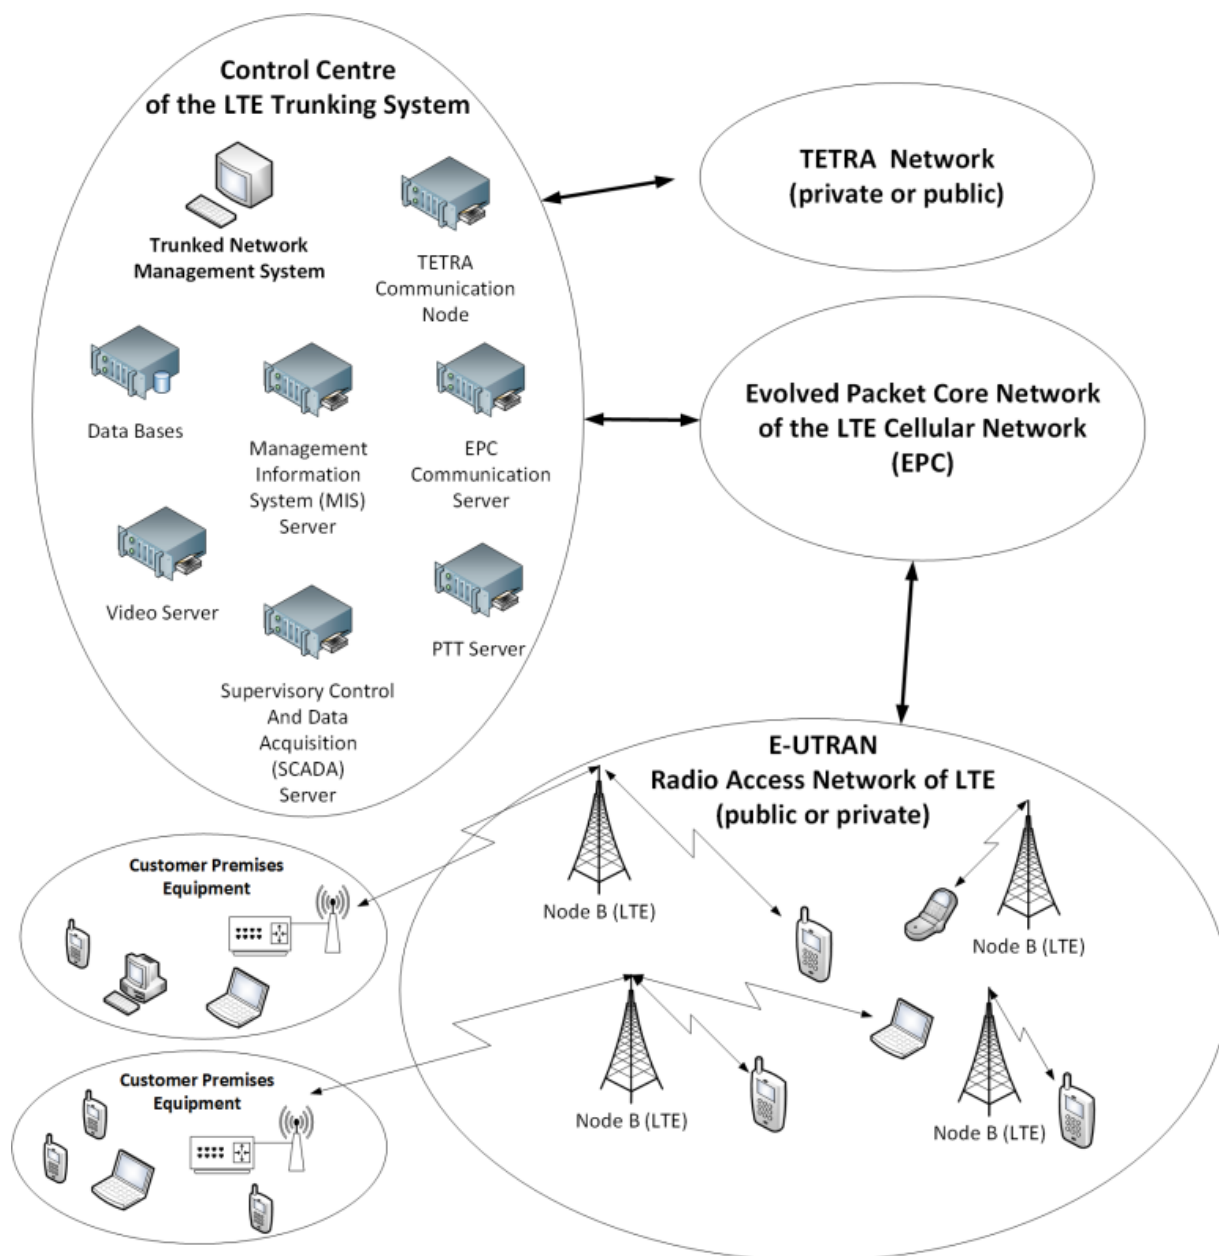 Control Centre
of the LTE Trunking System
Trunked Network
Management System
TETRA
Communication
Node
Data Bases
Management
Information
System (MIS)
Server
EPC
Communication
Server
Video Server
PTT Server
Supervisory Control
And Data
Acquisition
(SCADA)
Server
TETRA Network
(private or public)
Evolved Packet Core Network
of the LTE Cellular Network
(EPC)
E-UTRAN
Radio Access Network of LTE
(public or private)
Node B (LTE)
Node B (LTE)
Node B (LTE)
Node B (LTE)
Customer Premises
Equipment
Customer Premises
Equipment